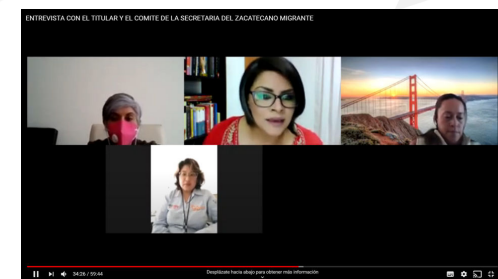 ENTREVISTA CON EL TITULAR Y EL COMITE DE LA SECRETARIA DEL ZACATECANO MIGRANTE
34:26 / 59:44
Desplázate hacia abajo para obtener más información